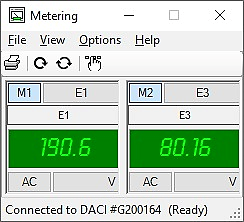 Metering
File View Options Help
M1 E1 M2 E3
E1 E3
190.6 80.16
AC V AC V
Connected to DACI #G200164 (Ready)